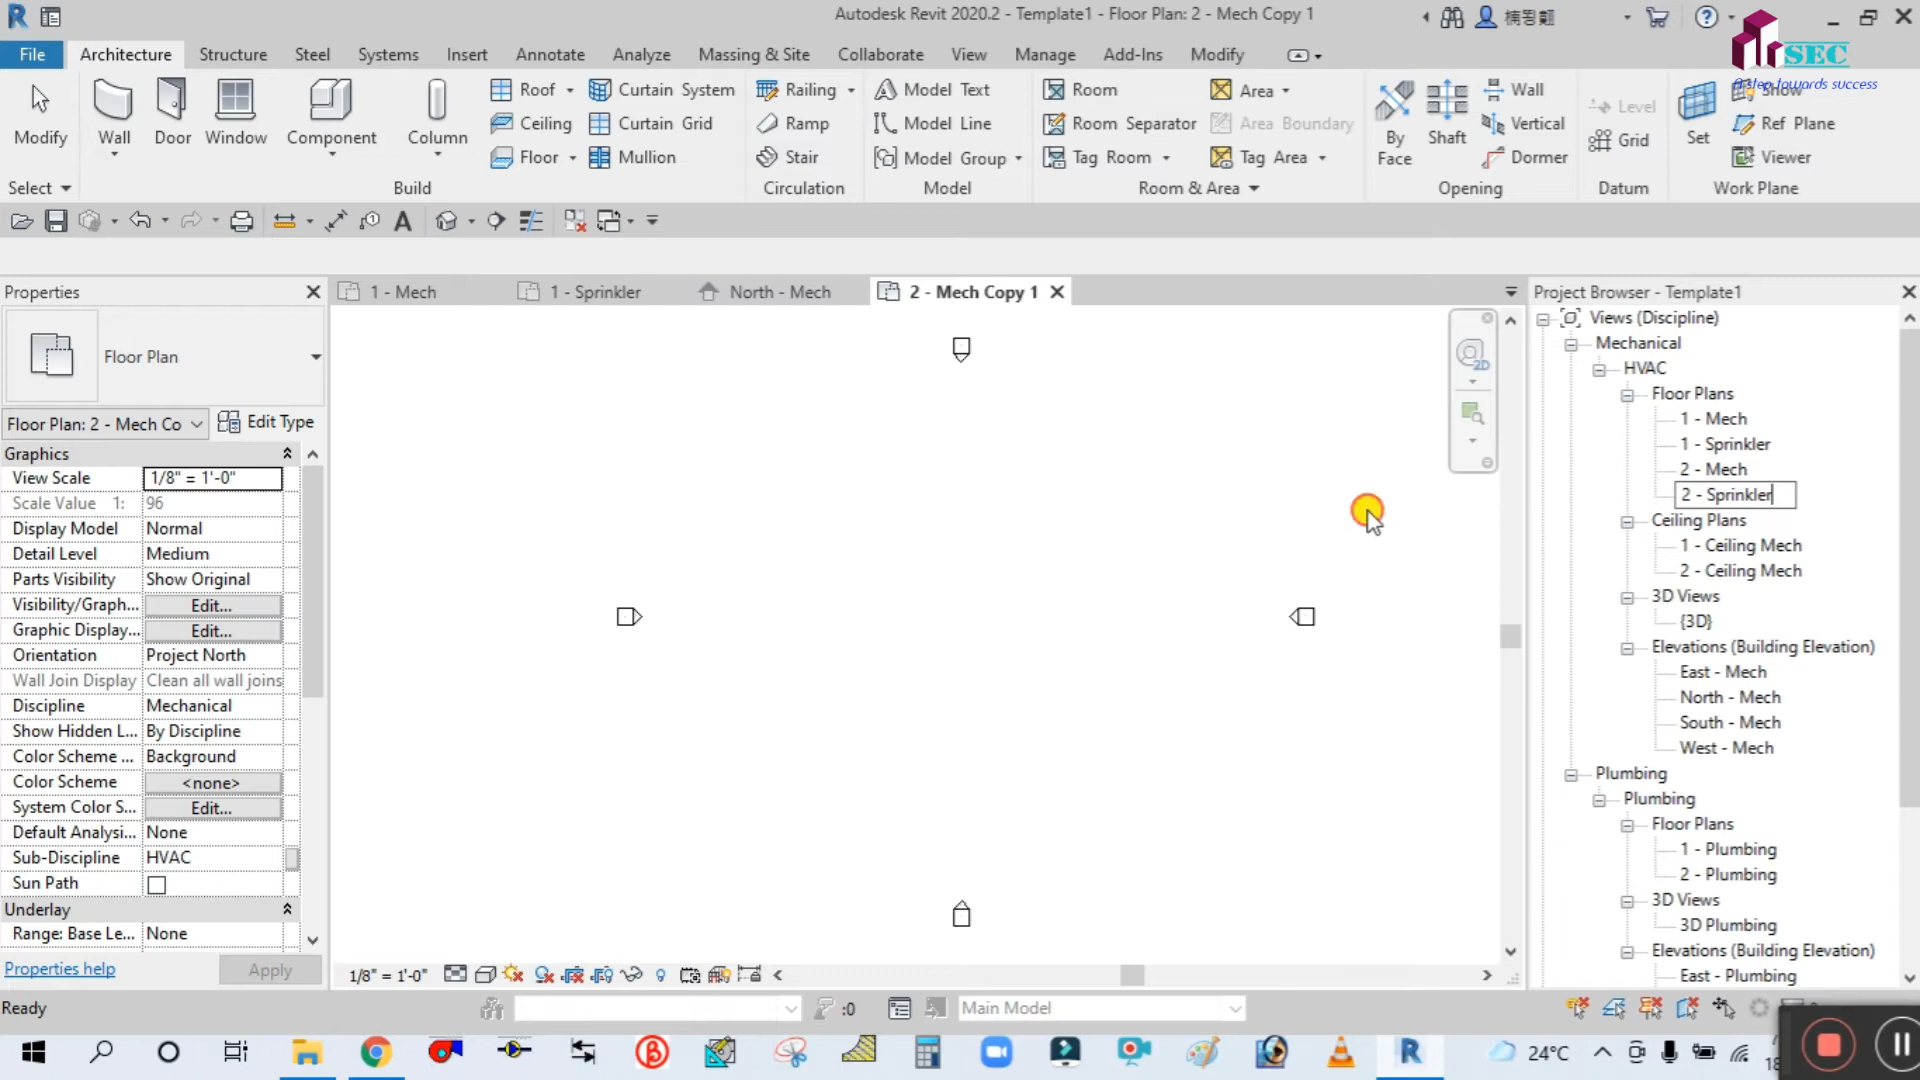 Autodesk Revit 2020.2 - Template1 - Floor Plan: 2 - Mech Copy 1
SEC
A step towards success
File Architecture Structure Steel Systems Insert Annotate Analyze Massing & Site Collaborate View Manage Add-Ins Modify
Modify Wall Door Window Component Column
Roof Curtain System
Ceiling Curtain Grid
Floor Mullion
Railing
Ramp
Stair
Model Text
Model Line
Model Group
Room Area
Room Separator Area Boundary
Tag Room Tag Area
By Face Shaft
Wall
Vertical
Dormer
Level
Grid
Set
Show
Ref Plane
Viewer
Select Build Circulation Model Room & Area Opening Datum Work Plane
Properties
1 - Mech 1 - Sprinkler North - Mech 2 - Mech Copy 1
Project Browser - Template1
Floor Plan
Floor Plan: 2 - Mech Co Edit Type
Graphics
View Scale 1/8" = 1'-0"
Scale Value 1: 96
Display Model Normal
Detail Level Medium
Parts Visibility Show Original
Visibility/Graph... Edit...
Graphic Display... Edit...
Orientation Project North
Wall Join Display Clean all wall joins
Discipline Mechanical
Show Hidden L... By Discipline
Color Scheme ... Background
Color Scheme <none>
System Color S... Edit...
Default Analysi... None
Sub-Discipline HVAC
Sun Path
Underlay
Range: Base Le... None
Properties help Apply
2D
Views (Discipline)
Mechanical
HVAC
Floor Plans
1 - Mech
1 - Sprinkler
2 - Mech
2 - Sprinkler
Ceiling Plans
1 - Ceiling Mech
2 - Ceiling Mech
3D Views
{3D}
Elevations (Building Elevation)
East - Mech
North - Mech
South - Mech
West - Mech
Plumbing
Plumbing
Floor Plans
1 - Plumbing
2 - Plumbing
3D Views
3D Plumbing
Elevations (Building Elevation)
East - Plumbing
1/8" = 1'-0"
Ready :0 Main Model
24°C